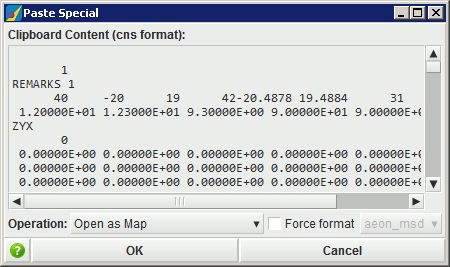 Paste Special
Clipboard Content (cns format):
1
REMARKS 1
40 -20 19 42-20.4878 19.4884 31
1.20000E+01 1.23000E+01 9.30000E+00 9.00000E+01 9.00000E+0
ZYX
0
0.00000E+00 0.00000E+00 0.00000E+00 0.00000E+00 0.00000E+0
0.00000E+00 0.00000E+00 0.00000E+00 0.00000E+00 0.00000E+0
0.00000E+00 0.00000E+00 0.00000E+00 0.00000E+00 0.00000E+0
Operation: Open as Map Force format aeon_msd
? OK Cancel